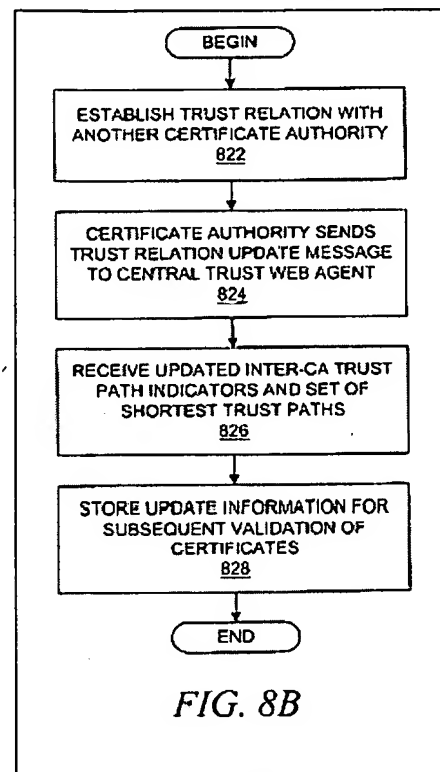 BEGIN
ESTABLISH TRUST RELATION WITH
ANOTHER CERTIFICATE AUTHORITY
822
CERTIFICATE AUTHORITY SENDS
TRUST RELATION UPDATE MESSAGE
TO CENTRAL TRUST WEB AGENT
824
RECEIVE UPDATED INTER-CA TRUST
PATH INDICATORS AND SET OF
SHORTEST TRUST PATHS
826
STORE UPDATE INFORMATION FOR
SUBSEQUENT VALIDATION OF
CERTIFICATES
828
END
FIG. 8B